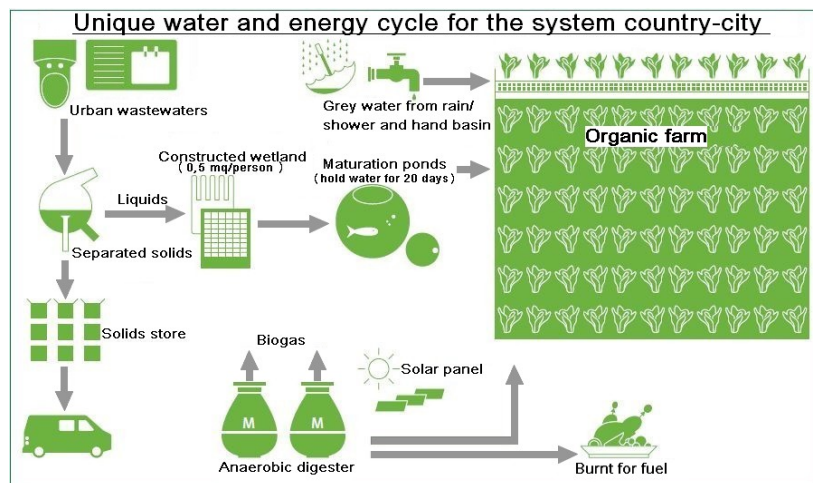 Unique water and energy cycle for the system country-city
Urban wastewaters
Grey water from rain/
shower and hand basin
Organic farm
Constructed wetland
(0,5 mq/person )
Maturation ponds
(hold water for 20 days)
Liquids
Separated solids
Solids store
Biogas
Solar panel
M
M
Anaerobic digester
Burnt for fuel